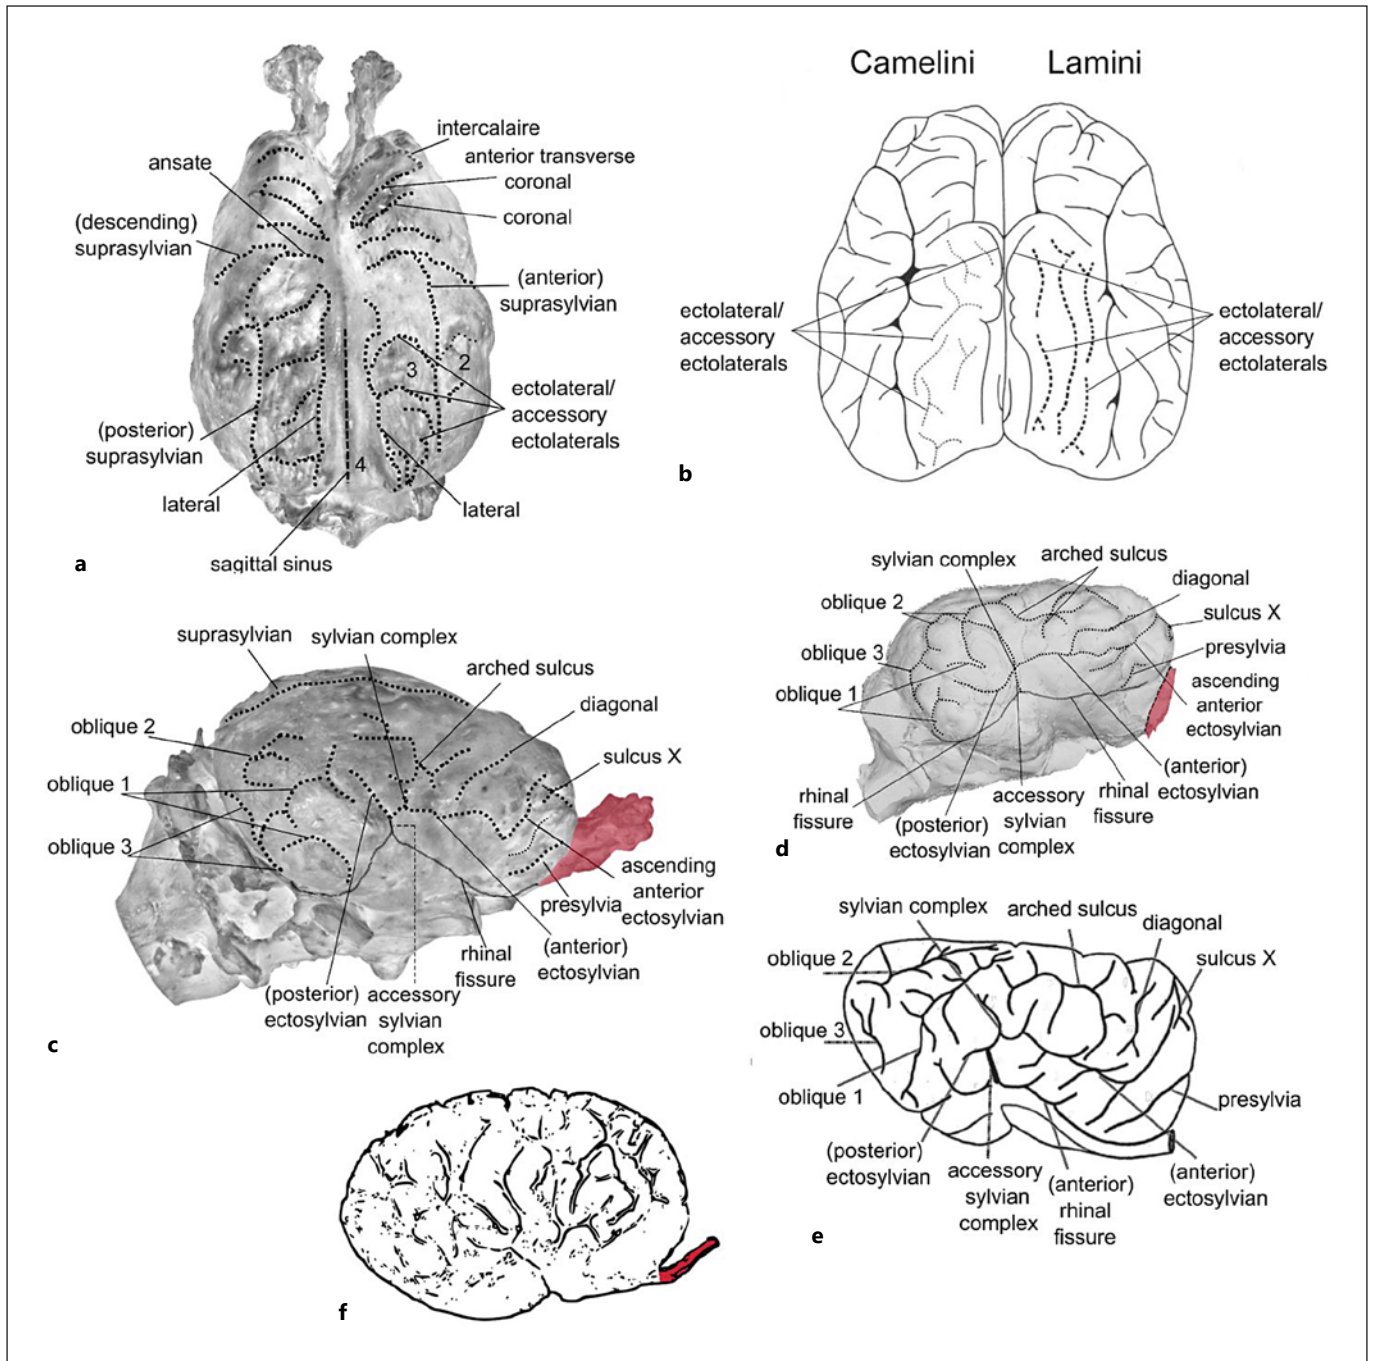 Camelini
Lamini
intercalaire
anterior transverse
coronal
coronal
ansate
(descending)
suprasylvian
(anterior)
suprasylvian
2
3
ectolateral/
accessory
ectolaterals
(posterior)
suprasylvian
4
lateral
lateral
sagittal sinus
a
ectolateral/
accessory
ectolaterals
ectolateral/
accessory
ectolaterals
b
suprasylvian
sylvian complex
arched sulcus
diagonal
oblique 2
sulcus X
oblique 1
oblique 3
ascending
anterior
ectosylvian
presylvia
(anterior)
ectosylvian
rhinal
fissure
(posterior)
ectosylvian
accessory
sylvian
complex
c
sylvian complex
arched sulcus
diagonal
oblique 2
sulcus X
presylvia
oblique 3
oblique 1
ascending
anterior
ectosylvian
(anterior)
ectosylvian
rhinal
fissure
(posterior)
ectosylvian
accessory
sylvian
complex
rhinal
fissure
d
sylvian complex
arched sulcus
diagonal
oblique 2
sulcus X
oblique 3
oblique 1
presylvia
(posterior)
ectosylvian
accessory
sylvian
complex
(anterior)
rhinal
fissure
(anterior)
ectosylvian
e
f